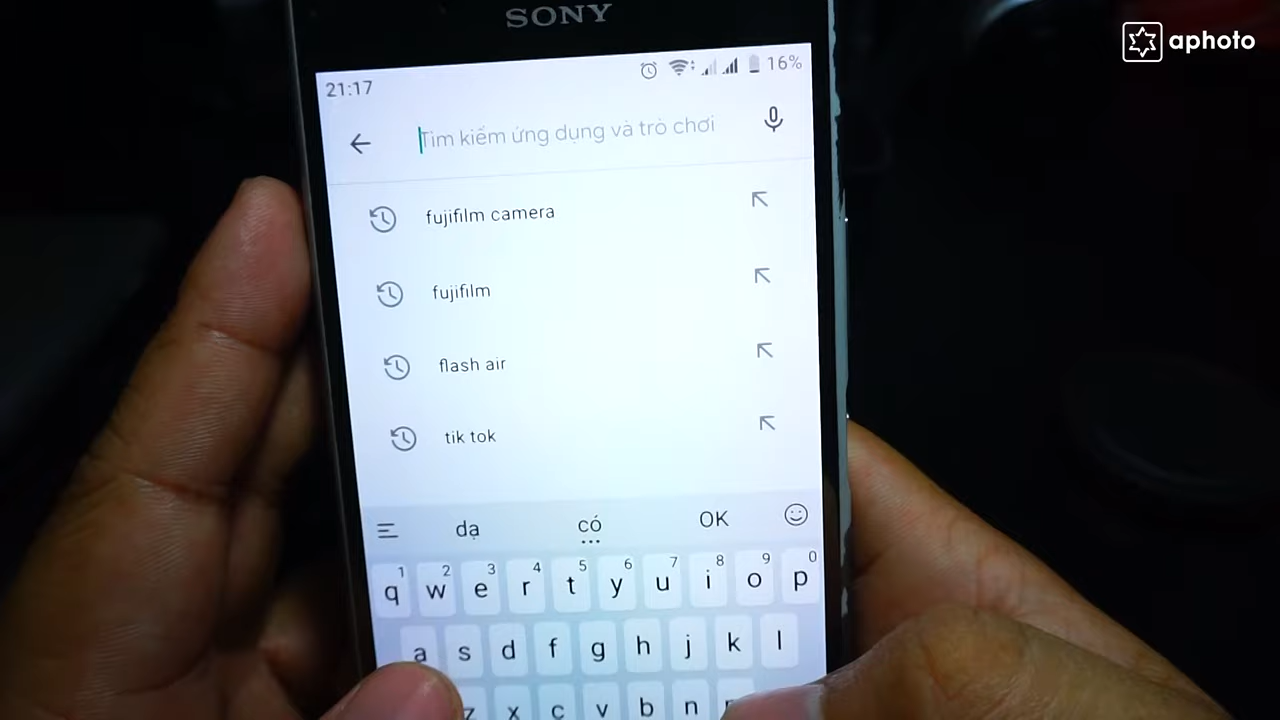 SONY
aphoto
21:17
16%
Tìm kiếm ứng dụng và trò chơi
fujifilm camera
fujifilm
flash air
tik tok
dạ có OK
1 2 3 4 5 6 7 8 9 0
q w e r t y u i o p
a s d f g h j k l
z x c v b n